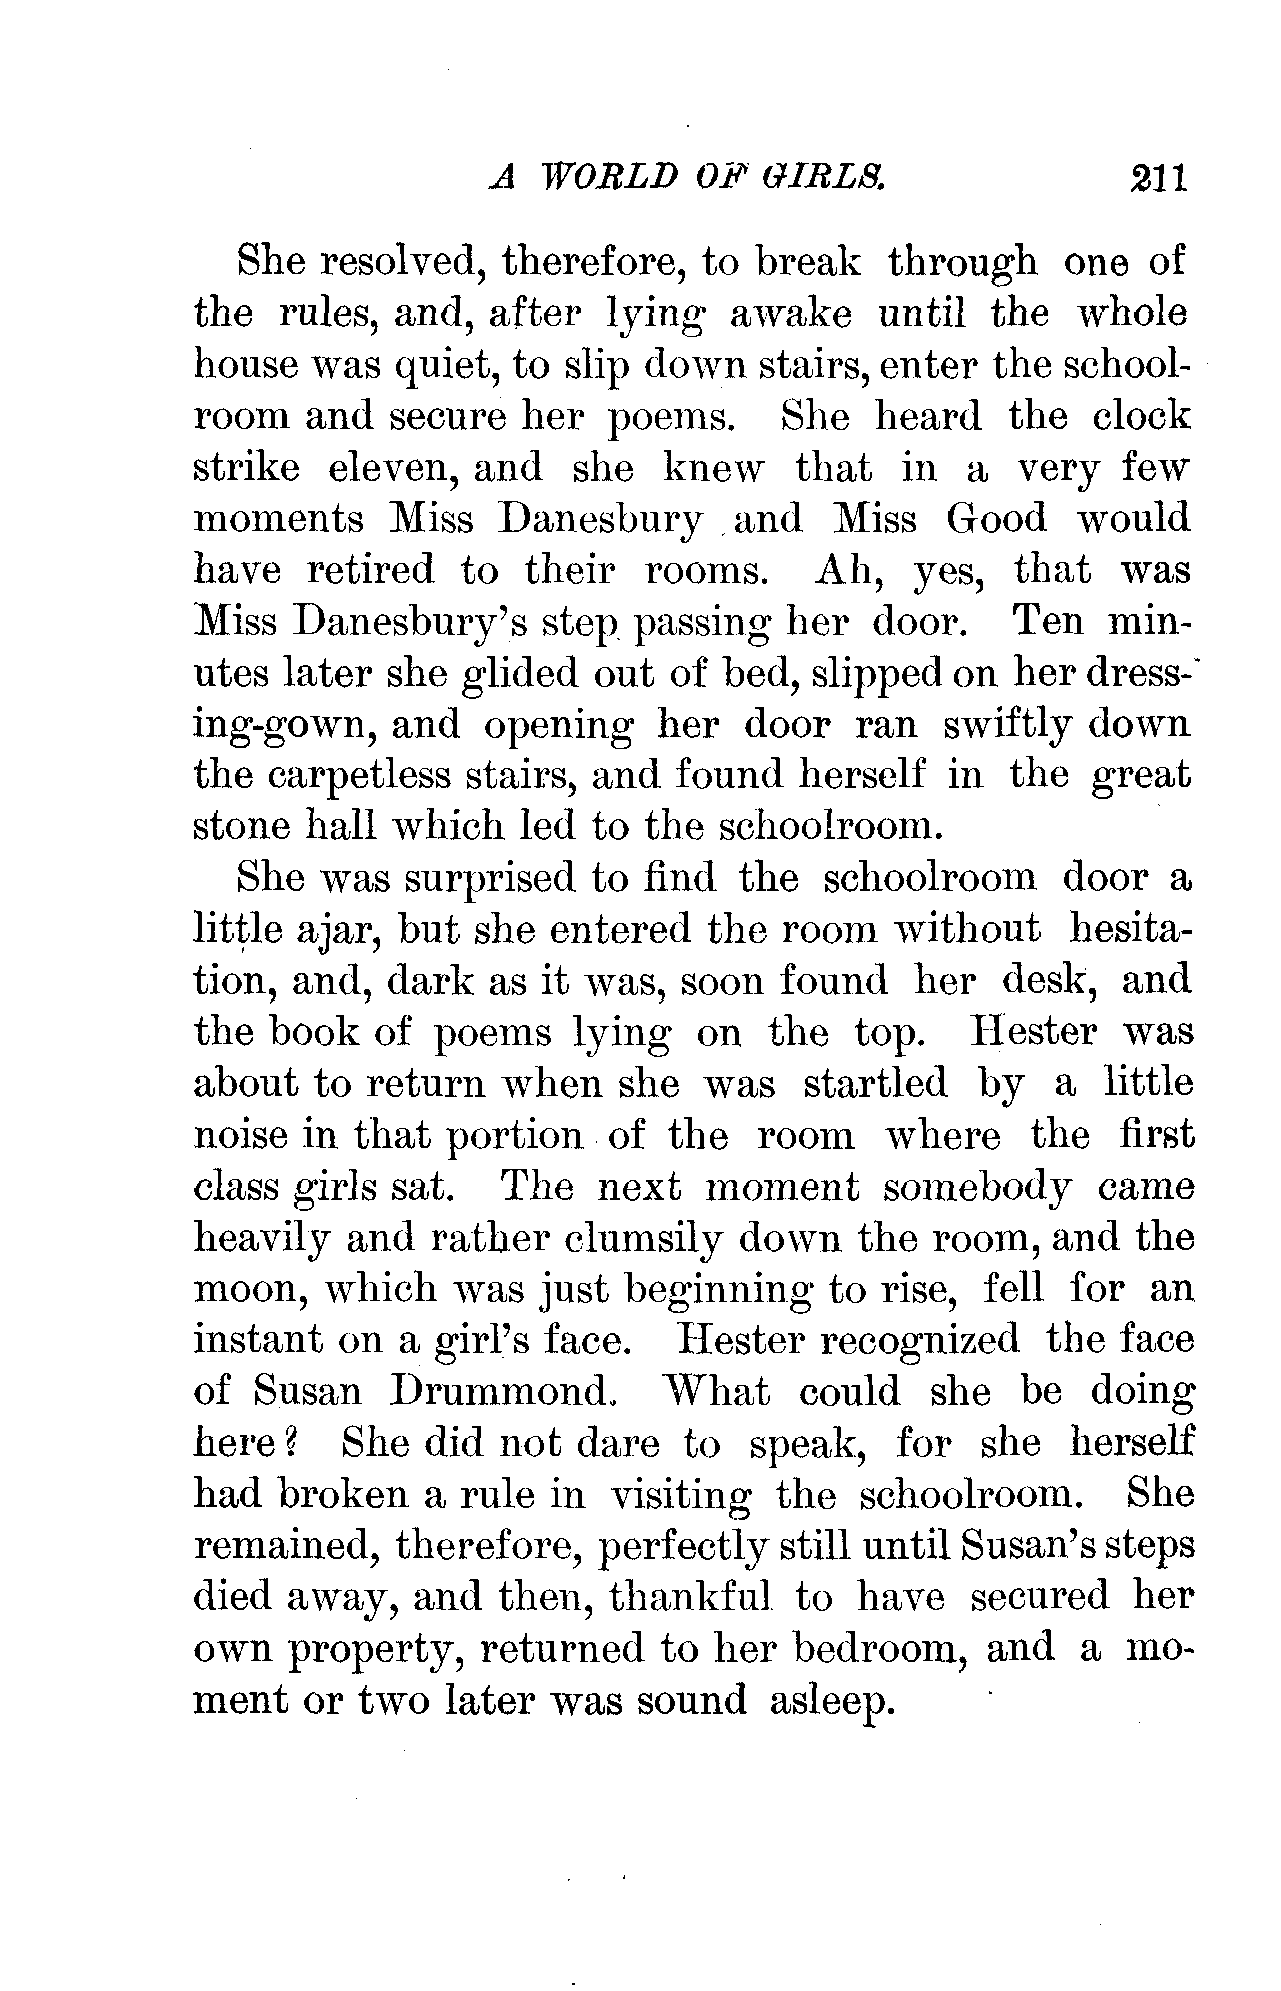 A WORLD OF GIRLS. 211
She resolved, therefore, to break through one of
the rules, and, after lying awake until the whole
house was quiet, to slip down stairs, enter the school-
room and secure her poems. She heard the clock
strike eleven, and she knew that in a very few
moments Miss Danesbury and Miss Good would
have retired to their rooms. Ah, yes, that was
Miss Danesbury's step passing her door. Ten min-
utes later she glided out of bed, slipped on her dress-
ing-gown, and opening her door ran swiftly down
the carpetless stairs, and found herself in the great
stone hall which led to the schoolroom.
She was surprised to find the schoolroom door a
little ajar, but she entered the room without hesita-
tion, and, dark as it was, soon found her desk, and
the book of poems lying on the top. Hester was
about to return when she was startled by a little
noise in that portion of the room where the first
class girls sat. The next moment somebody came
heavily and rather clumsily down the room, and the
moon, which was just beginning to rise, fell for an
instant on a girl's face. Hester recognized the face
of Susan Drummond. What could she be doing
here? She did not dare to speak, for she herself
had broken a rule in visiting the schoolroom. She
remained, therefore, perfectly still until Susan's steps
died away, and then, thankful to have secured her
own property, returned to her bedroom, and a mo-
ment or two later was sound asleep.